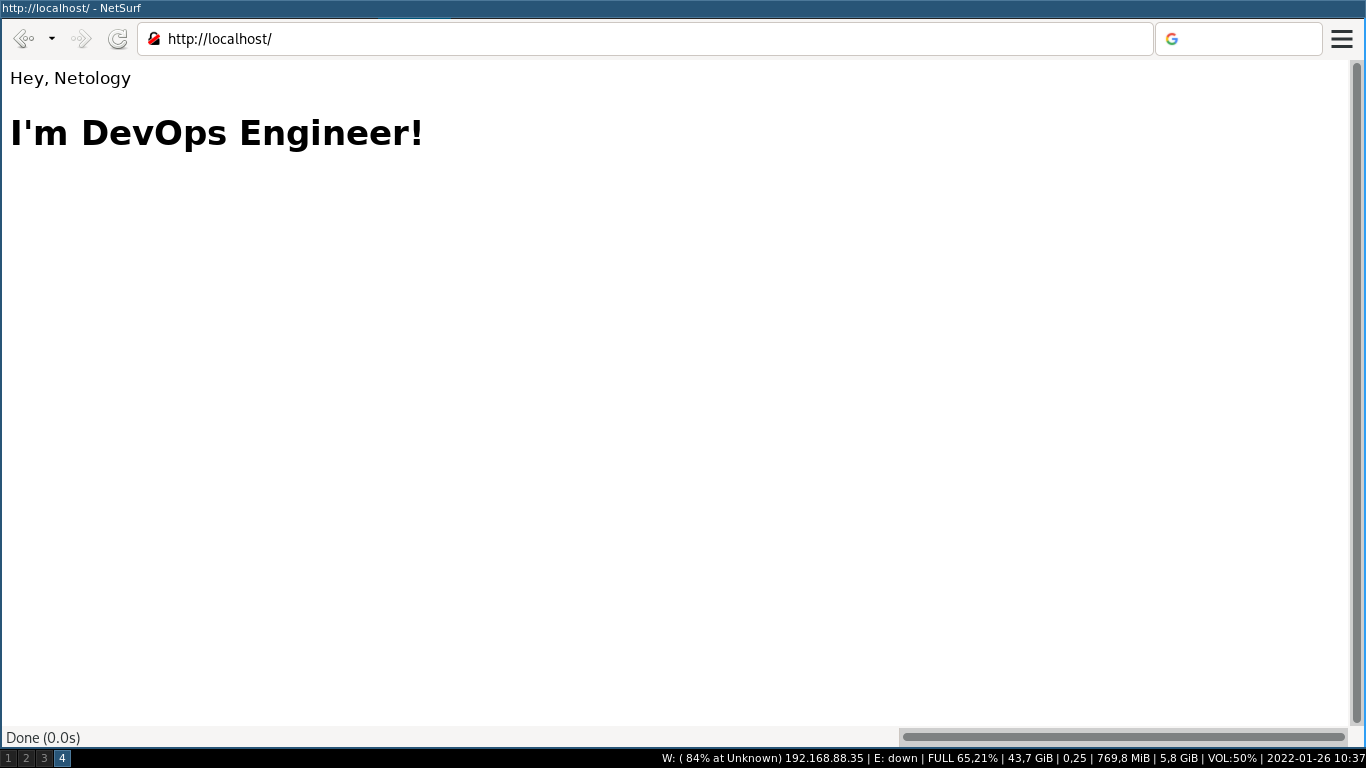 http://localhost/ - NetSurf
http://localhost/
Hey, Netology
I'm DevOps Engineer!
Done (0.0s)
1 2 3 4
W: ( 84% at Unknown) 192.168.88.35 | E: down | FULL 65,21% | 43,7 GiB | 0,25 | 769,8 MiB | 5,8 GiB | VOL:50% | 2022-01-26 10:37